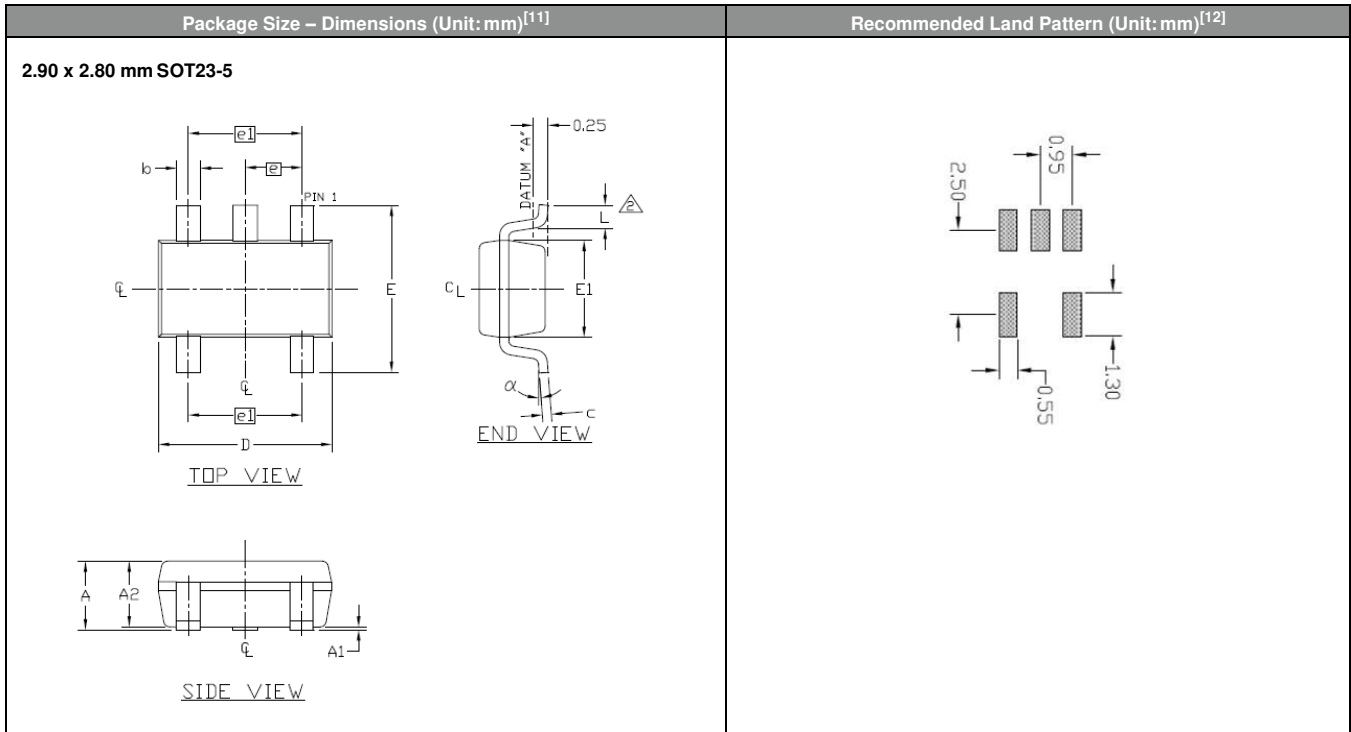 Package Size – Dimensions (Unit: mm)[11]
Recommended Land Pattern (Unit: mm)[12]
2.90 x 2.80 mm SOT23-5
e1
b
e
PIN 1
℄
E
℄
e1
D
TOP VIEW
0.25
DATUM "A"
L
2
CL
E1
α
c
END VIEW
A
A2
℄
A1
SIDE VIEW
0.95
2.50
1.30
0.55